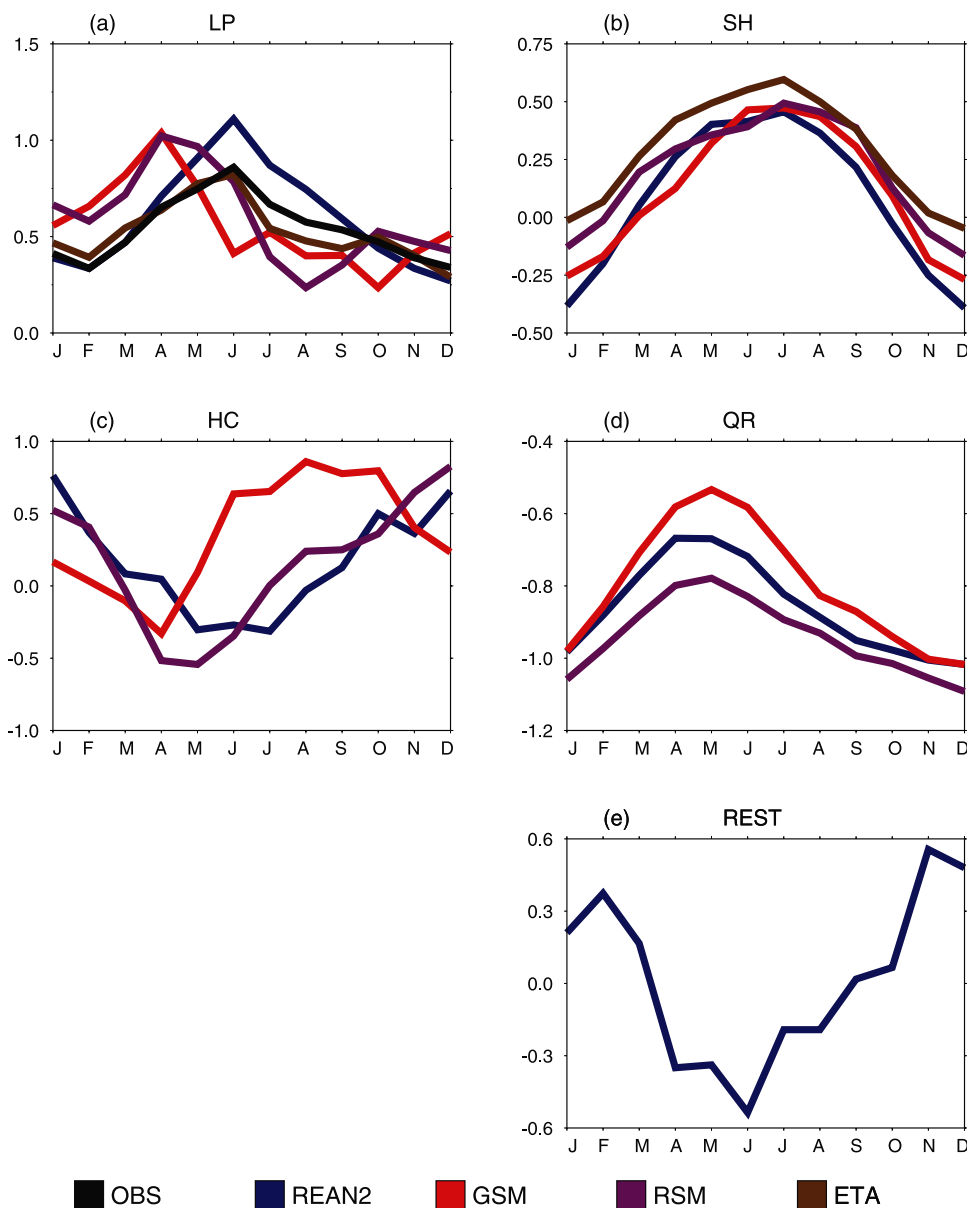 (a) LP
1.5
1.0
0.5
0.0
J F M A M J J A S O N D
(b) SH
0.75
0.50
0.25
0.00
-0.25
-0.50
J F M A M J J A S O N D
(c) HC
1.0
0.5
0.0
-0.5
-1.0
J F M A M J J A S O N D
(d) QR
-0.4
-0.6
-0.8
-1.0
-1.2
J F M A M J J A S O N D
(e) REST
0.6
0.3
0.0
-0.3
-0.6
J F M A M J J A S O N D
OBS REAN2 GSM RSM ETA